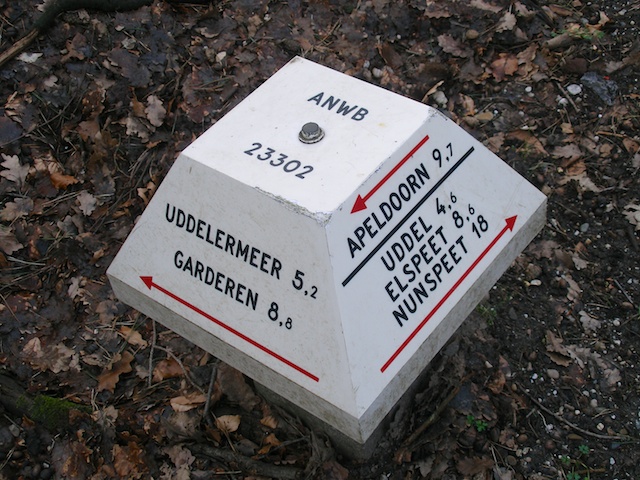 ANWB
23302
UDDELERMEER 5,2
GARDEREN 8,8
APELDOORN 9,7
UDDEL 4,6
ELSPEET 8,6
NUNSPEET 18